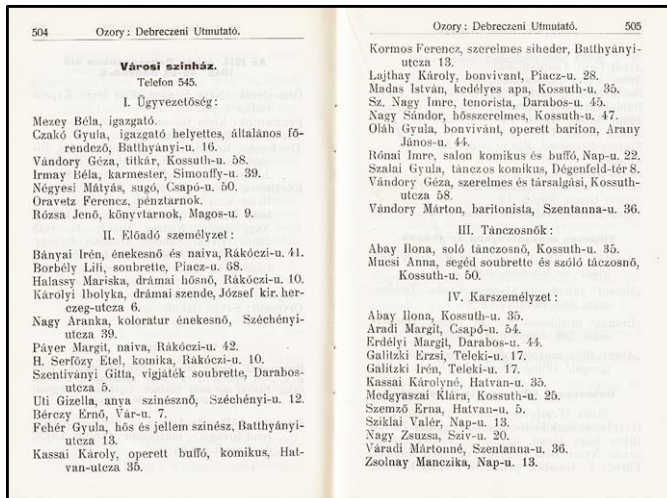 504 Ozory: Debreczeni Utmutató.
Városi szinház.
Telefon 545.
I. Ügyvezetőség:
Mezey Béla, igazgató.
Czakó Gyula, igazgató helyettes, általános fő-
rendező, Batthyányi-u. 16.
Vándory Géza, titkár, Kossuth-u. 58.
Irmay Béla, karmester, Simonffy-u. 39.
Négyesi Mátyás, sugó, Csapó-u. 50.
Oravetz Ferencz, pénztárnok.
Rózsa Jenő, könyvtárnok, Magos-u. 9.
II. Előadó személyzet:
Bányai Irén, énekesnő és naiva, Rákóczi-u. 41.
Borbély Lili, soubrette, Piacz-u. 68.
Halassy Mariska, drámai hősnő, Rákóczi-u. 10.
Károlyi Ibolyka, drámai szende, József kir. her-
czeg-utcza 6.
Nagy Aranka, koloratur énekesnő, Széchényi-
utcza 39.
Páyer Margit, naiva, Rákóczi-u. 42.
H. Serfőzy Etel, komika, Rákóczi-u. 10.
Szentiványi Gitta, vigjáték soubrette, Darabos-
utcza 5.
Uti Gizella, anya szinésznő, Széchényi-u. 12.
Bérczy Ernő, Vár-u. 7.
Fehér Gyula, hős és jellem szinész, Batthyányi-
utcza 13.
Kassai Károly, operett buffó, komikus, Hat-
van-utcza 35.
Ozory: Debreczeni Utmutató. 505
Kormos Ferencz, szerelmes siheder, Batthyányi-
utcza 13.
Lajthay Károly, bonvivant, Piacz-u. 28.
Madas István, kedélyes apa, Kossuth-u. 35.
Sz. Nagy Imre, tenorista, Darabos-u. 45.
Nagy Sándor, hősszerelmes, Kossuth-u. 47.
Oláh Gyula, bonvivánt, operett bariton, Arany
János-u. 44.
Rónai Imre, salon komikus és buffó, Nap-u. 22.
Szalai Gyula, tánczos komikus, Dégenfeld-tér 8.
Vándory Géza, szerelmes és társalgási, Kossuth-
utcza 58.
Vándory Márton, baritonista, Szentanna-u. 36.
III. Tánczosnők:
Abay Ilona, soló tánczosnő, Kossuth-u. 35.
Mucsi Anna, segéd soubrette és szóló táczosnő,
Kossuth-u. 50.
IV. Karszemélyzet:
Abay Ilona, Kossuth-u. 35.
Aradi Margit, Csapó-u. 54.
Erdélyi Margit, Darabos-u. 44.
Galitzki Erzsi, Teleki-u. 17.
Galitzki Irén, Teleki-u. 17.
Kassai Károlyné, Hatvan-u. 35.
Medgyaszai Klára, Kossuth-u. 25.
Szemző Erna, Hatvan-u. 5.
Sziklai Valér, Nap-u. 13.
Nagy Zsuzsa, Sziv-u. 20.
Váradi Mártonné, Szentanna-u. 36.
Zsolnay Manczika, Nap-u. 13.